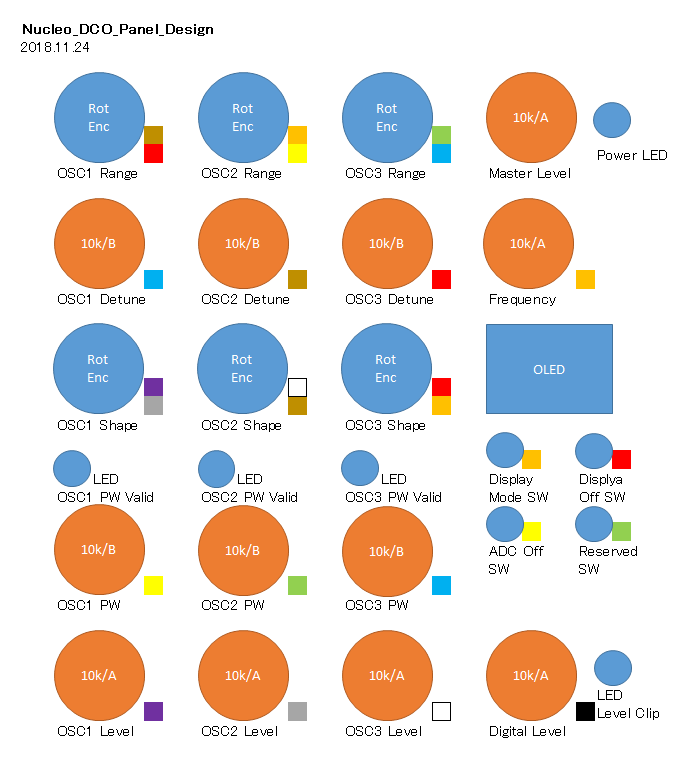 Nucleo_DCO_Panel_Design
2018.11.24
Rot
Enc
Rot
Enc
Rot
Enc
10k/A
OSC1 Range
OSC2 Range
OSC3 Range
Master Level
Power LED
10k/B
10k/B
10k/B
10k/A
OSC1 Detune
OSC2 Detune
OSC3 Detune
Frequency
Rot
Enc
Rot
Enc
Rot
Enc
OLED
OSC1 Shape
OSC2 Shape
OSC3 Shape
LED
OSC1 PW Valid
LED
OSC2 PW Valid
LED
OSC3 PW Valid
Display
Mode SW
Displya
Off SW
10k/B
10k/B
10k/B
ADC Off
SW
Reserved
SW
OSC1 PW
OSC2 PW
OSC3 PW
10k/A
10k/A
10k/A
10k/A
OSC1 Level
OSC2 Level
OSC3 Level
Digital Level
LED
Level Clip